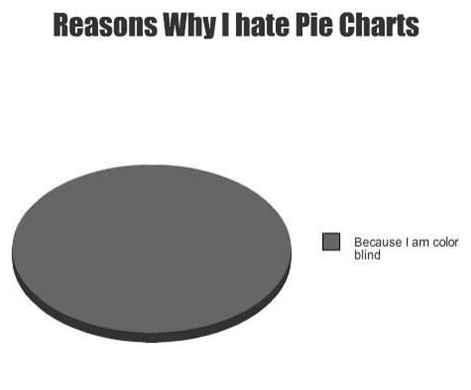 Reasons Why I hate Pie Charts
Because I am color
blind